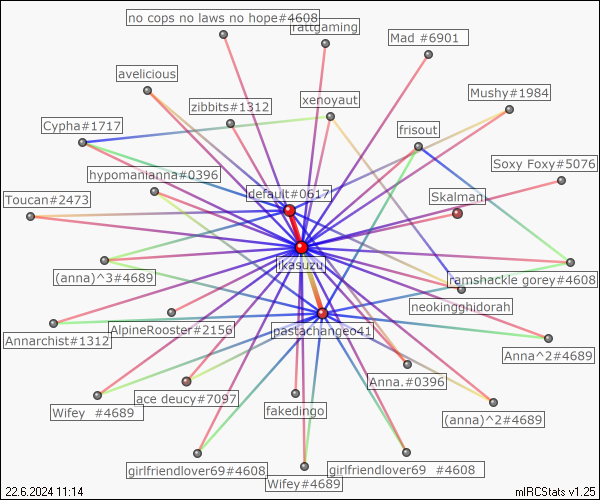 no cops no laws no hope#4608
rattgaming
Mad #6901
avelicious
Mushy#1984
zibbits#1312
xenoyaut
Cypha#1717
frisout
Soxy Foxy#5076
hypomanianna#0396
default#0617
Skalman
Toucan#2473
ikasuzu
(anna)^3#4689
ranshackle gorey#4608
neokingghidorah
AlpineRooster#2156
pastachangeo41
Annarchist#1312
Anna^2#4689
Anna.#0396
ace deucy#7097
fakedingo
Wifey  #4689
(anna)^2#4689
girlfriendlover69#4608
girlfriendlover69  #4608
Wifey#4689
22.6.2024 11:14
mIRCStats v1.25